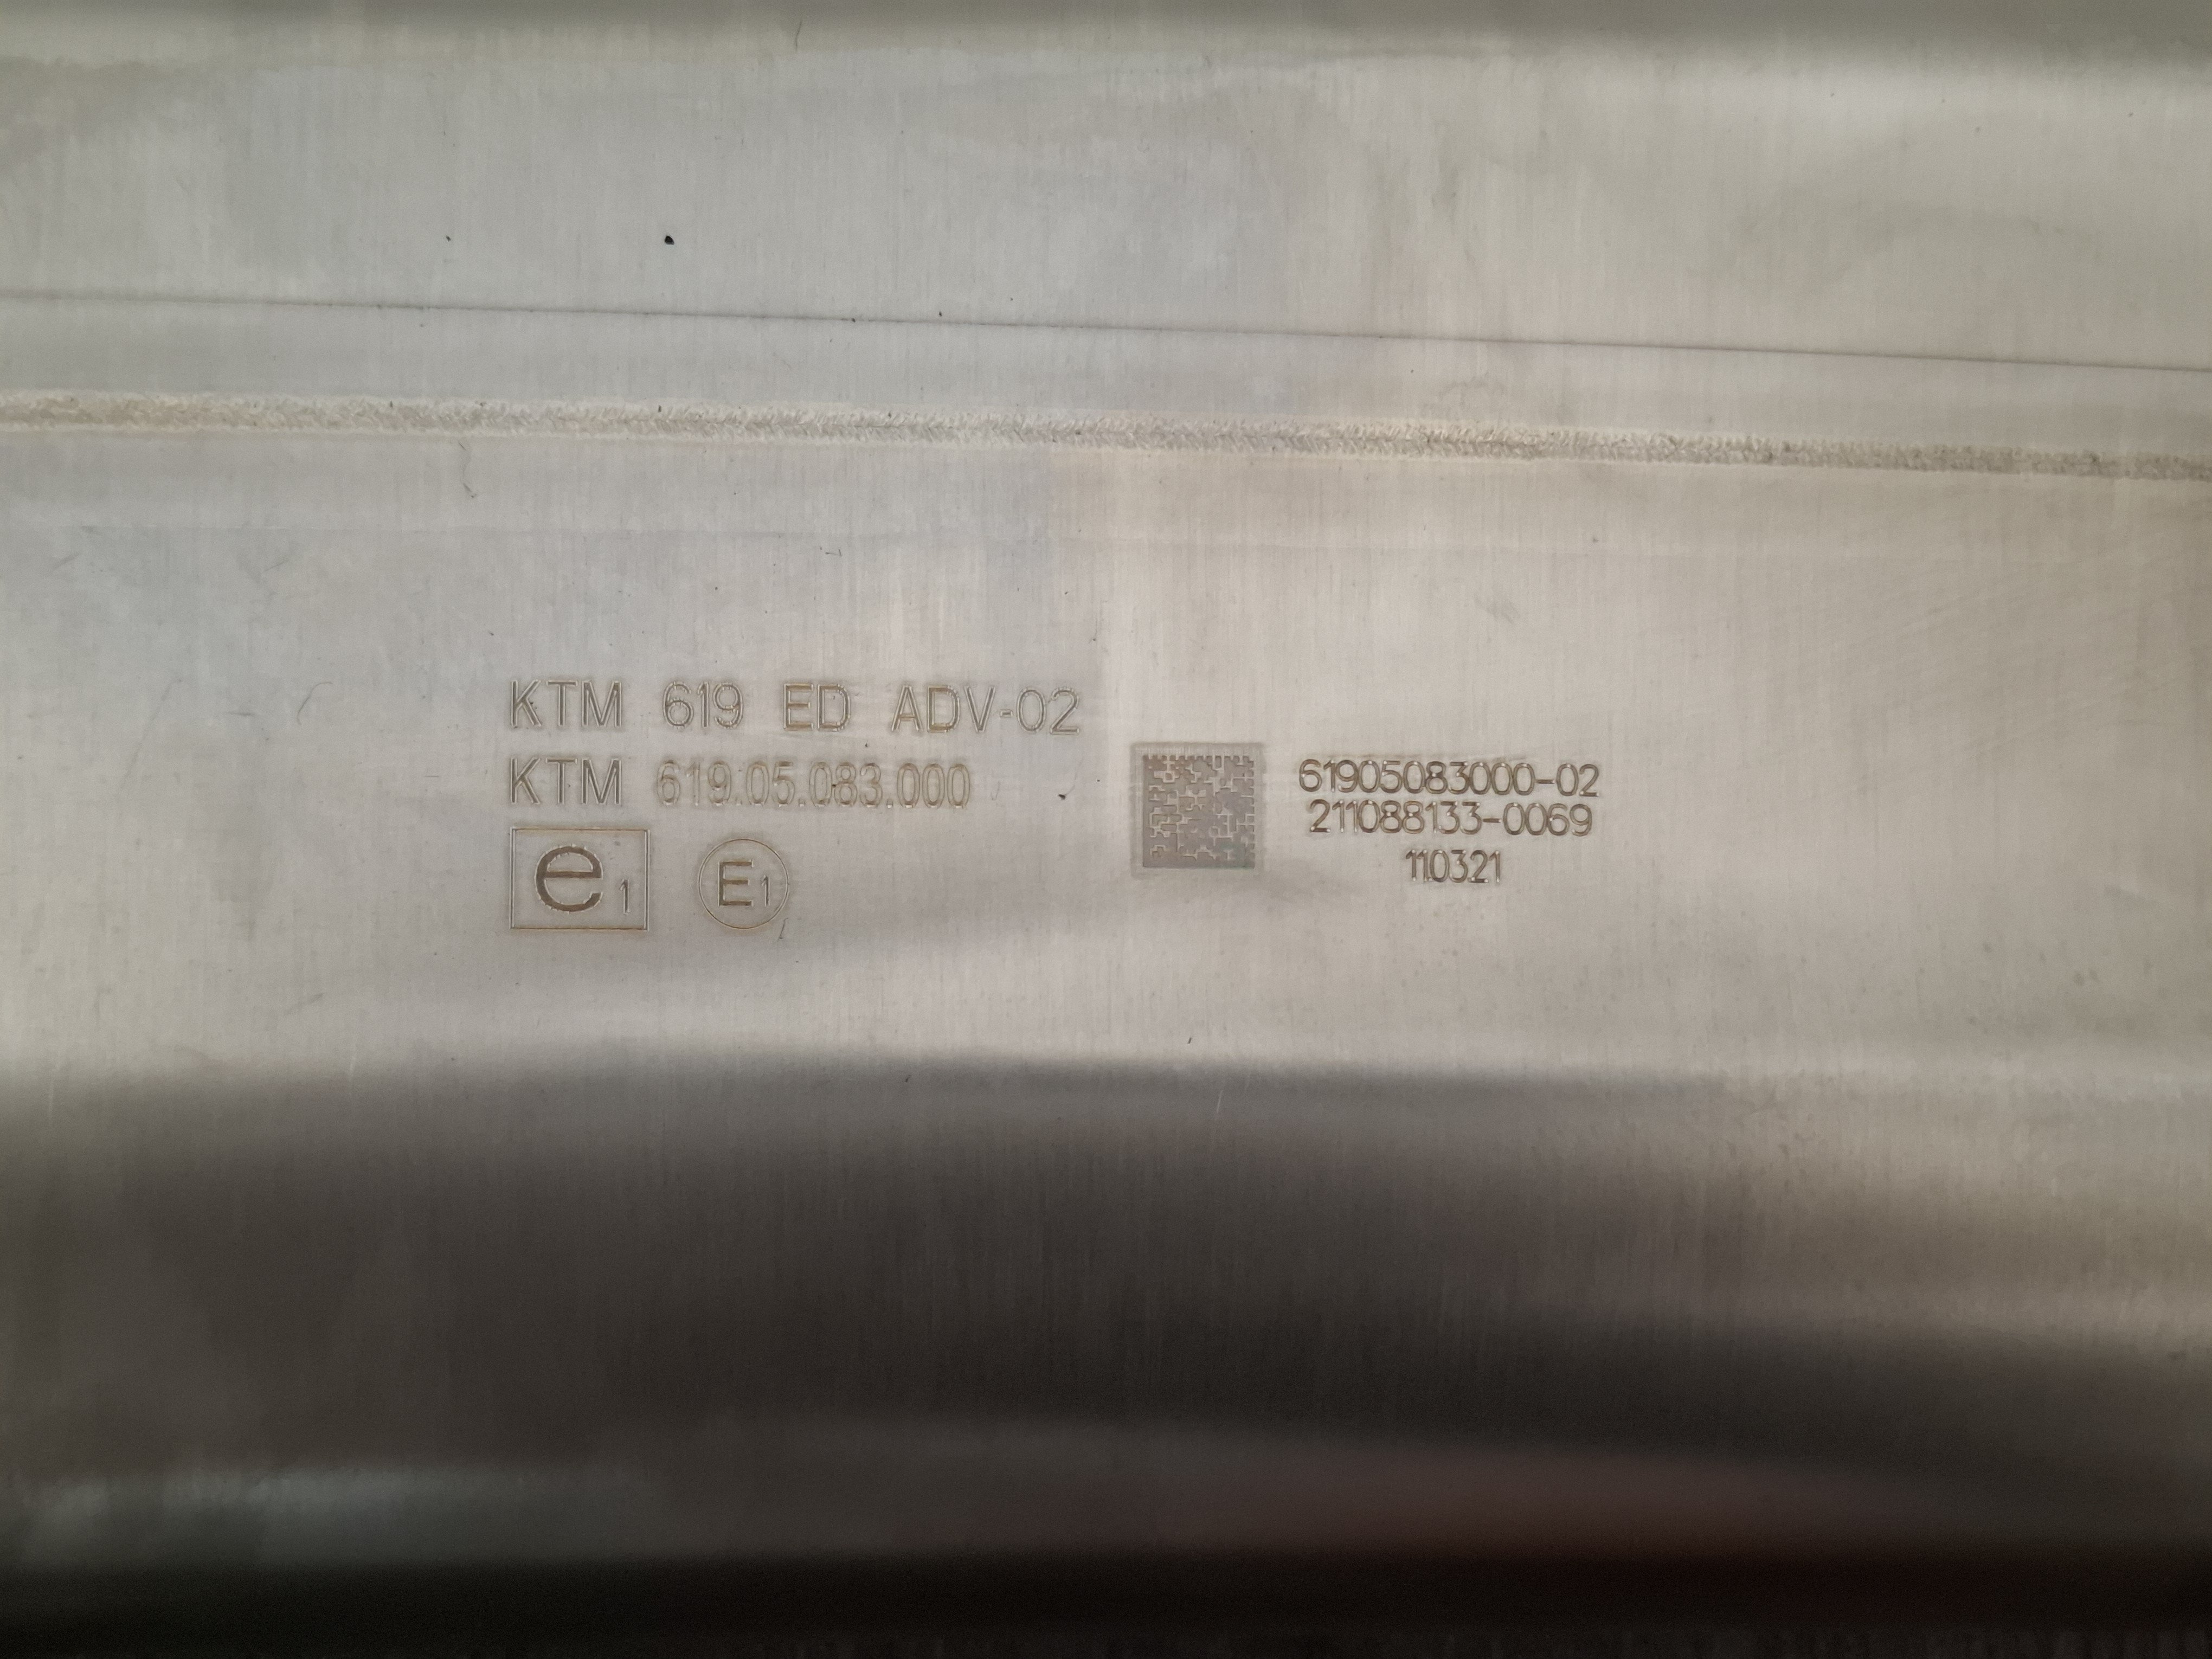 KTM 619 ED ADV-02
KTM 619.05.083.000
e1 E1
61905083000-02
211088133-0069
110321